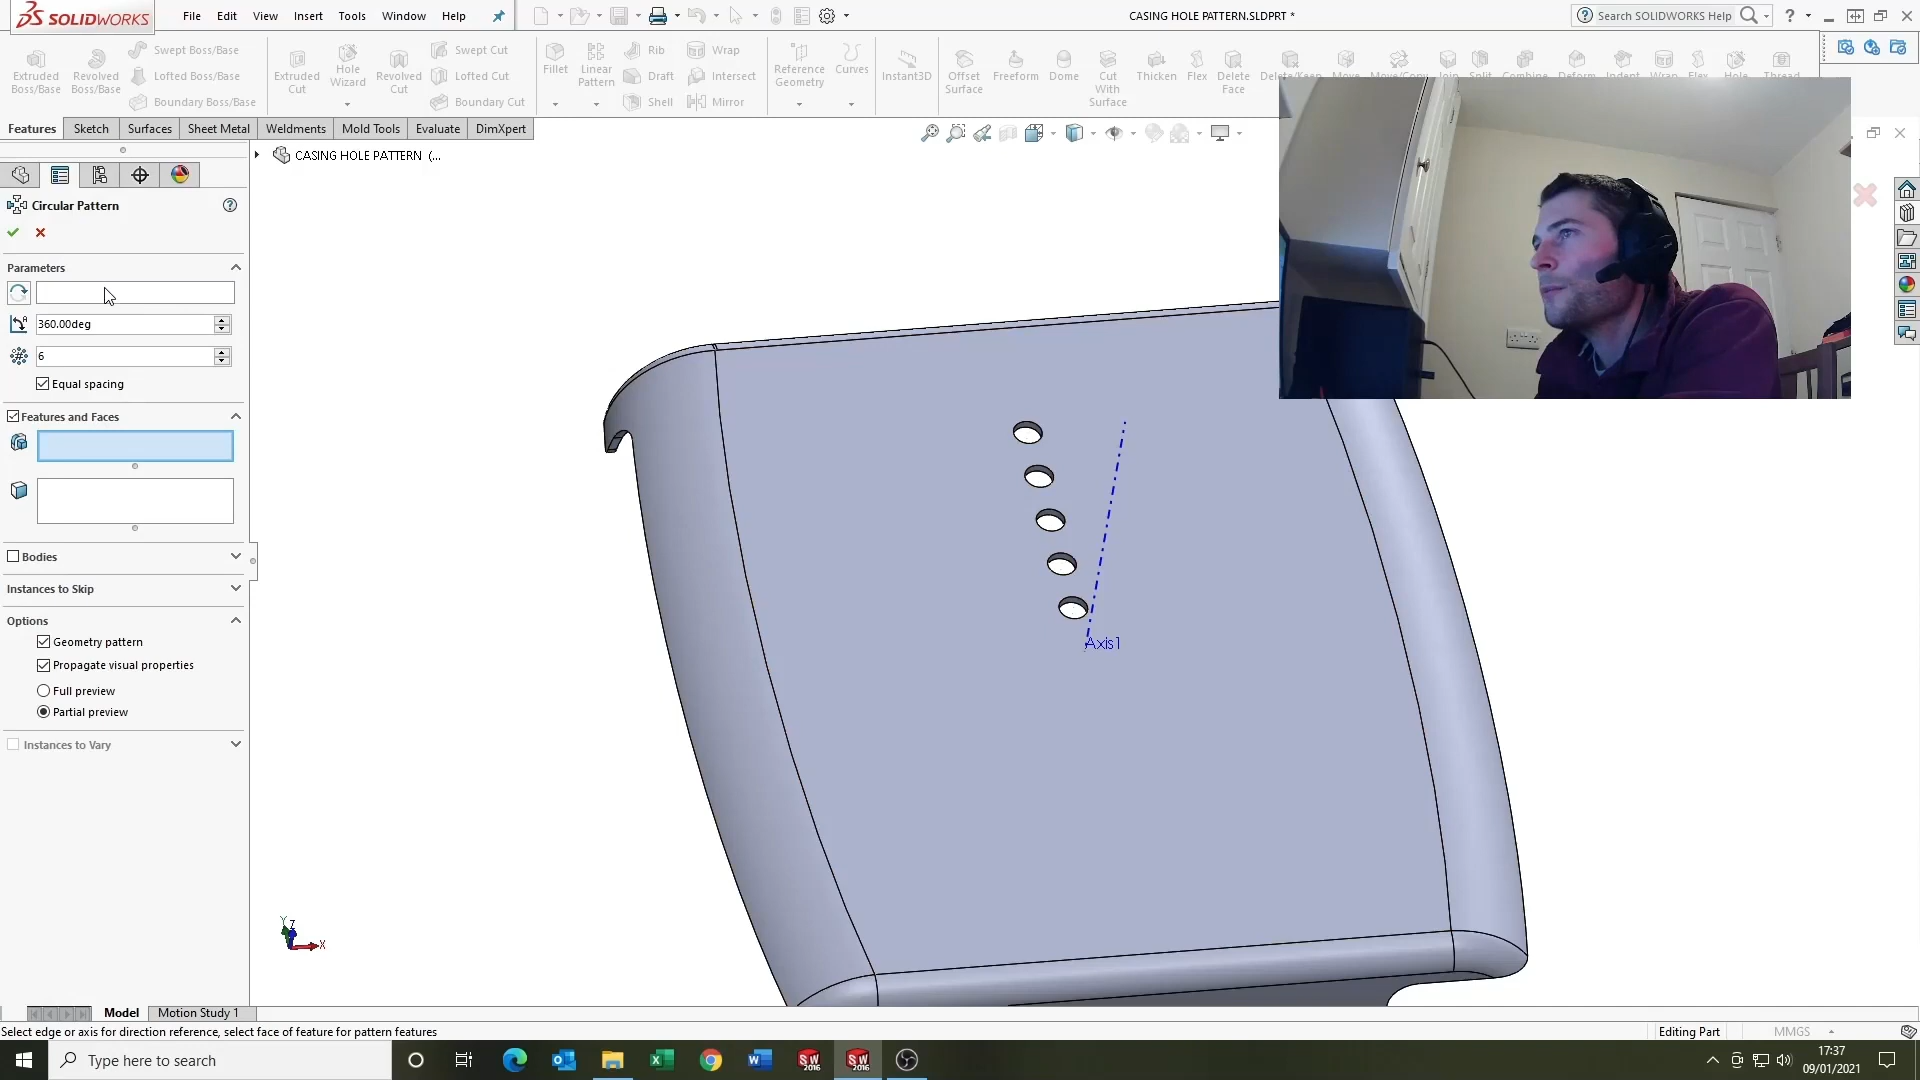 SOLIDWORKS
File Edit View Insert Tools Window Help
CASING HOLE PATTERN.SLDPRT *
Search SOLIDWORKS Help
Extruded Boss/Base
Revolved Boss/Base
Swept Boss/Base
Lofted Boss/Base
Boundary Boss/Base
Extruded Cut
Hole Wizard
Revolved Cut
Swept Cut
Lofted Cut
Boundary Cut
Fillet
Linear Pattern
Rib
Draft
Shell
Wrap
Intersect
Mirror
Reference Geometry
Curves
Instant3D
Offset Surface
Freeform
Dome
Cut With Surface
Thicken
Flex
Delete Face
Features Sketch Surfaces Sheet Metal Weldments Mold Tools Evaluate DimXpert
CASING HOLE PATTERN (...
Circular Pattern
Parameters
360.00deg
6
Equal spacing
Features and Faces
Bodies
Instances to Skip
Options
Geometry pattern
Propagate visual properties
Full preview
Partial preview
Instances to Vary
Axis1
Y
Z
X
Model Motion Study 1
Select edge or axis for direction reference, select face of feature for pattern features
Editing Part
MMGS
Type here to search
SW 2016
SW 2016
17:37
09/01/2021